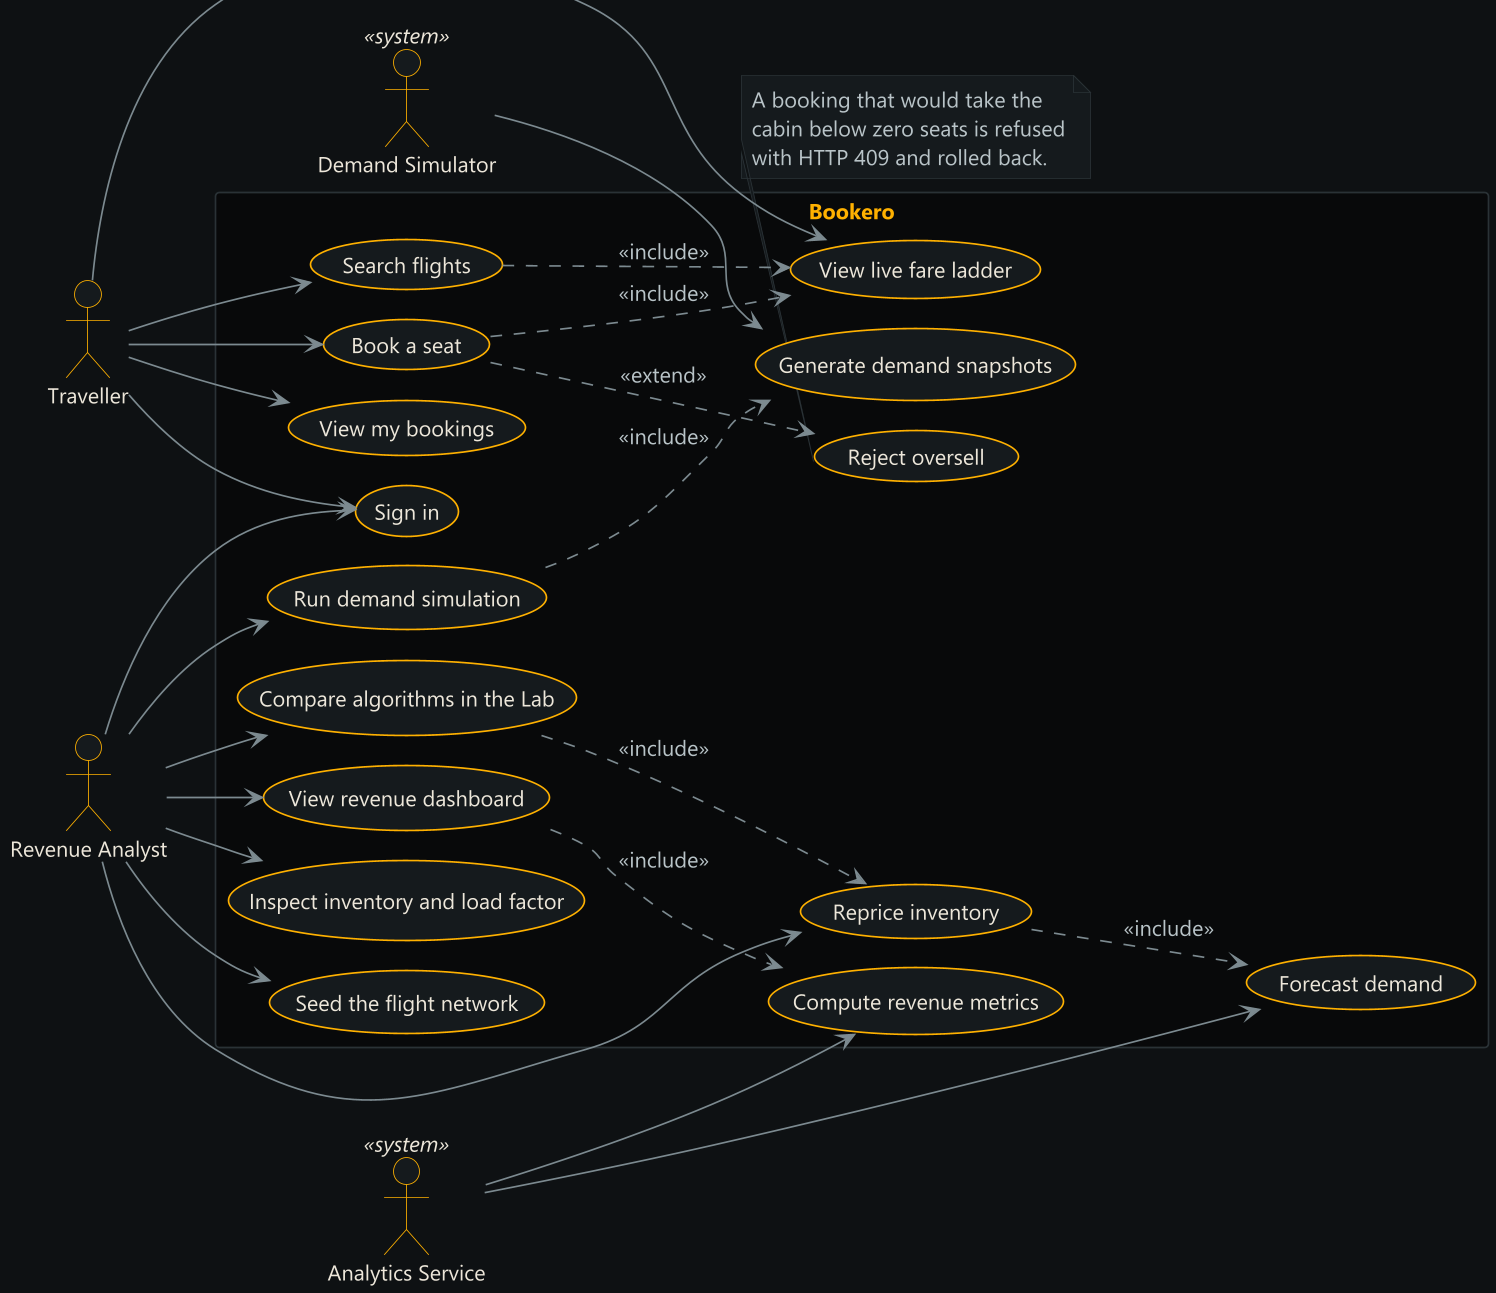 «system»
Demand Simulator
A booking that would take the
cabin below zero seats is refused
with HTTP 409 and rolled back.
Bookero
Search flights
«include»
View live fare ladder
«include»
Book a seat
Generate demand snapshots
«extend»
Traveller
View my bookings
«include»
Reject oversell
Sign in
Run demand simulation
Compare algorithms in the Lab
«include»
View revenue dashboard
Revenue Analyst
«include»
Inspect inventory and load factor
Reprice inventory
«include»
Forecast demand
Seed the flight network
Compute revenue metrics
«system»
Analytics Service